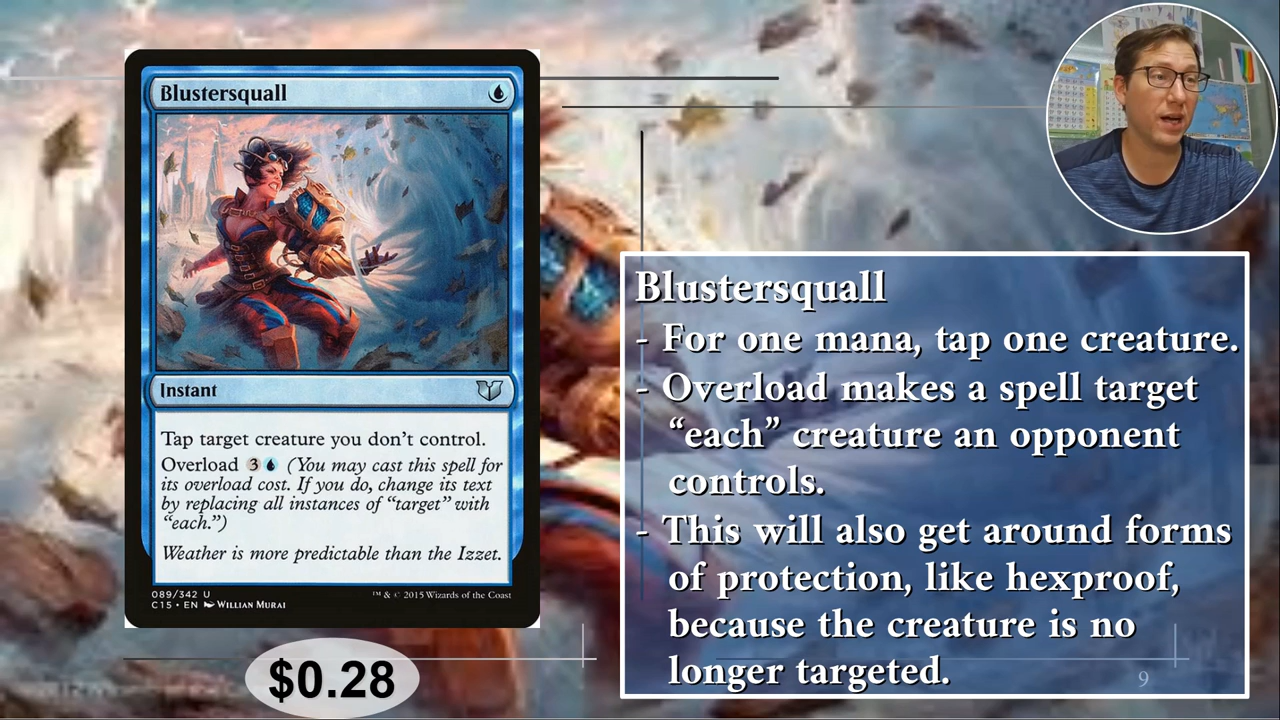 Blustersquall
Instant
Tap target creature you don't control.
Overload 3 (You may cast this spell for
its overload cost. If you do, change its text
by replacing all instances of "target" with
"each.")
Weather is more predictable than the Izzet.
089/342 U
C15 • EN Willian Murai
™ & © 2015 Wizards of the Coast
$0.28
Blustersquall
- For one mana, tap one creature.
- Overload makes a spell target
“each” creature an opponent
controls.
- This will also get around forms
of protection, like hexproof,
because the creature is no
longer targeted.
9